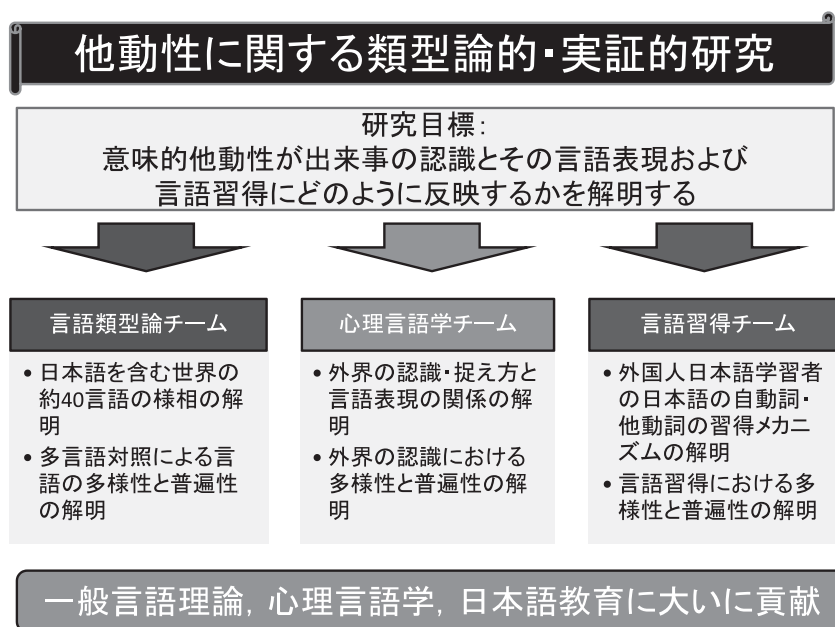 他動性に関する類型論的・実証的研究
研究目標:
意味的他動性が出来事の認識とその言語表現および
言語習得にどのように反映するかを解明する
言語類型論チーム
• 日本語を含む世界の
約40言語の様相の解
明
• 多言語対照による言
語の多様性と普遍性
の解明
心理言語学チーム
• 外界の認識・捉え方と
言語表現の関係の解
明
• 外界の認識における
多様性と普遍性の解
明
言語習得チーム
• 外国人日本語学習者
の日本語の自動詞・
他動詞の習得メカニ
ズムの解明
• 言語習得における多
様性と普遍性の解明
一般言語理論, 心理言語学, 日本語教育に大いに貢献